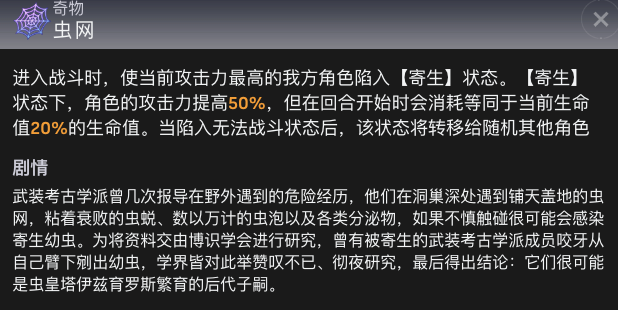 奇物
虫网
进入战斗时，使当前攻击力最高的我方角色陷入【寄生】状态。【寄生】
状态下，角色的攻击力提高50%，但在回合开始时会消耗等同于当前生命
值20%的生命值。当陷入无法战斗状态后，该状态将转移给随机其他角色
剧情
武装考古学派曾几次报导在野外遇到的危险经历，他们在洞巢深处遇到铺天盖地的虫
网，粘着衰败的虫蜕、数以万计的虫泡以及各类分泌物，如果不慎触碰很可能会感染
寄生幼虫。为将资料交由博识学会进行研究，曾有被寄生的武装考古学派成员咬牙从
自己臂下剜出幼虫，学界皆对此举赞叹不已、彻夜研究，最后得出结论：它们很可能
是虫皇塔伊兹育罗斯繁育的后代子嗣。